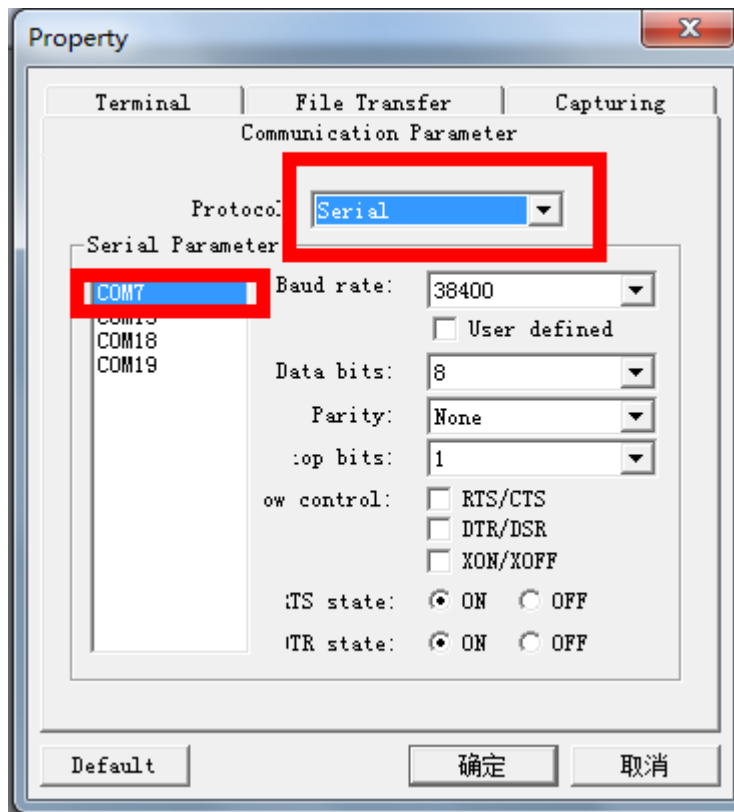 Property
Terminal File Transfer Capturing
Communication Parameter
Protocol Serial
Serial Parameter
COM7
COM18
COM19
Baud rate: 38400
User defined
Data bits: 8
Parity: None
top bits: 1
ow control: RTS/CTS
DTR/DSR
XON/XOFF
TS state: ON OFF
TR state: ON OFF
Default 确定 取消